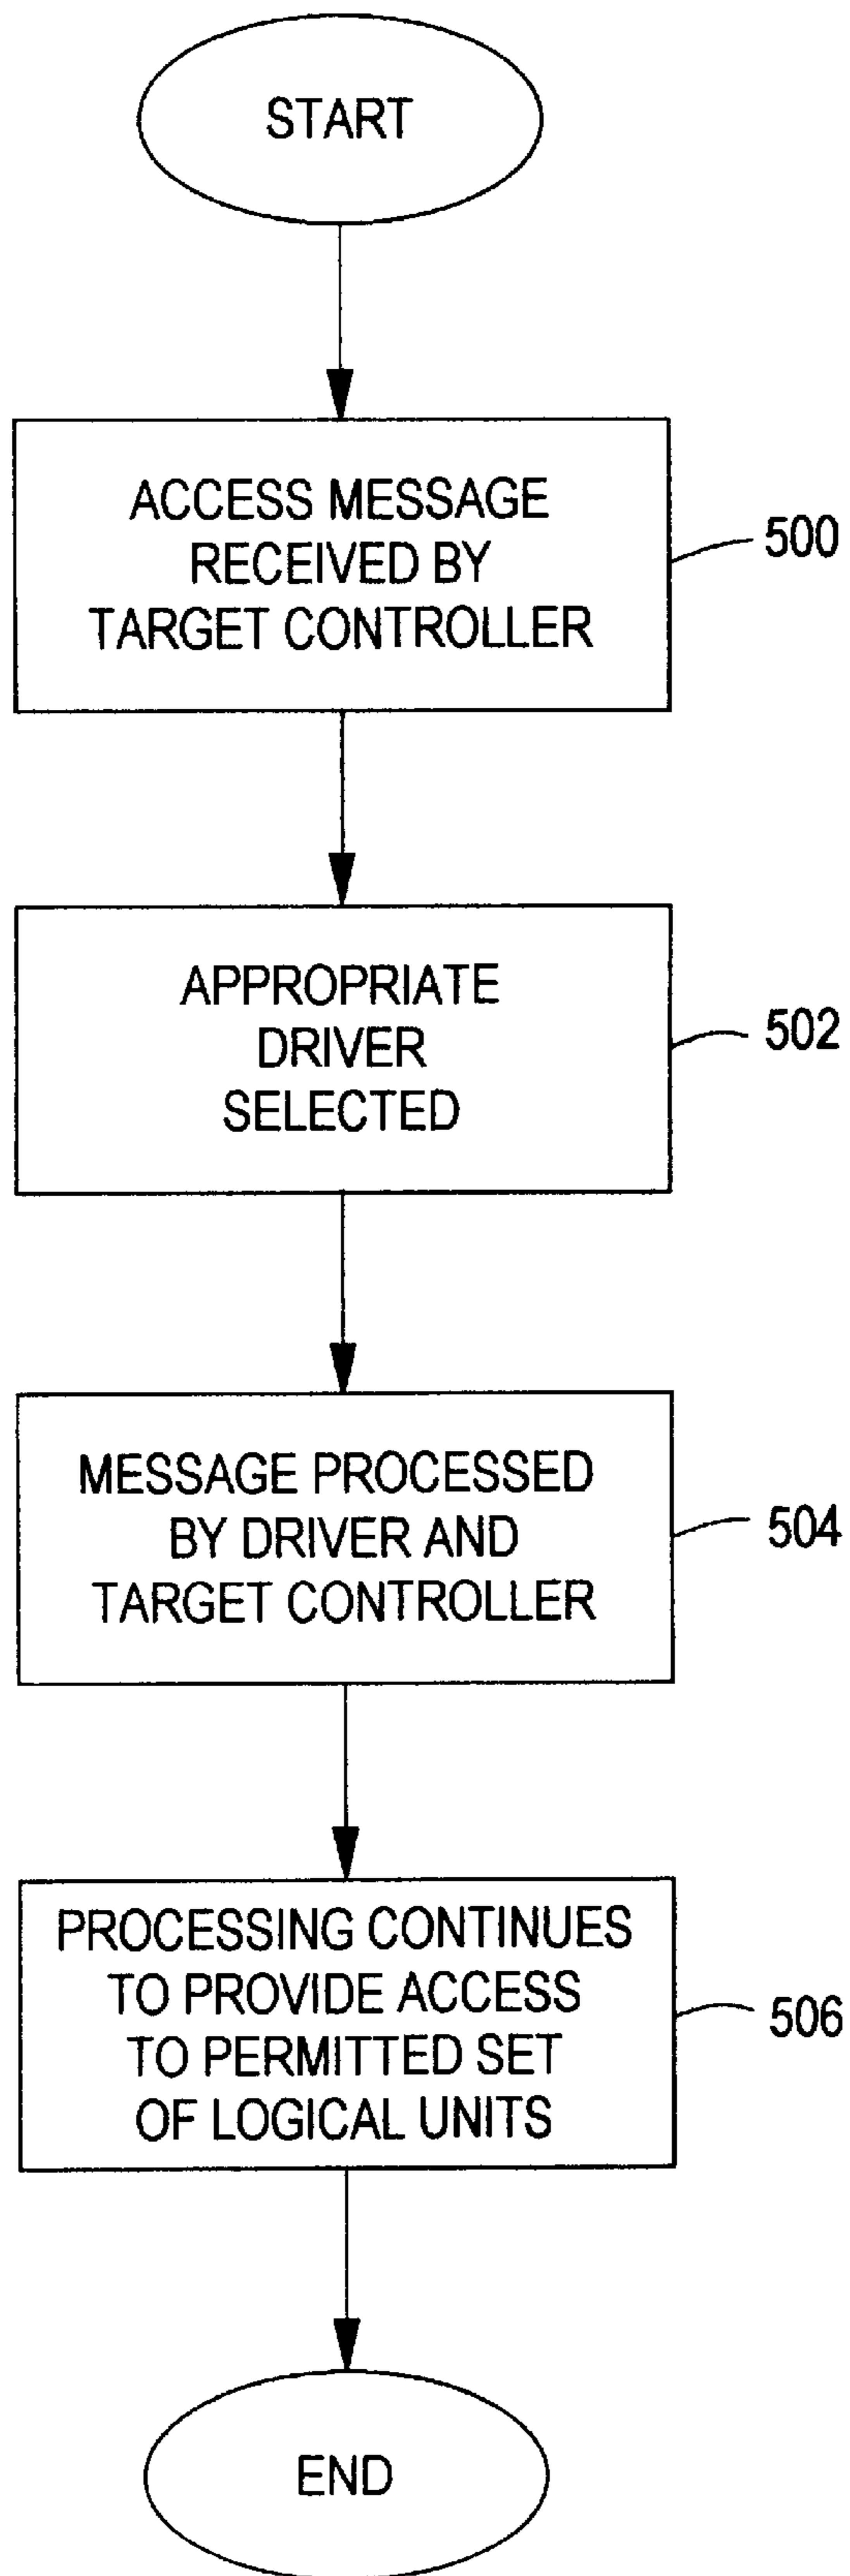 START
ACCESS MESSAGE
RECEIVED BY
TARGET CONTROLLER
500
APPROPRIATE
DRIVER
SELECTED
502
MESSAGE PROCESSED
BY DRIVER AND
TARGET CONTROLLER
504
PROCESSING CONTINUES
TO PROVIDE ACCESS
TO PERMITTED SET
OF LOGICAL UNITS
506
END